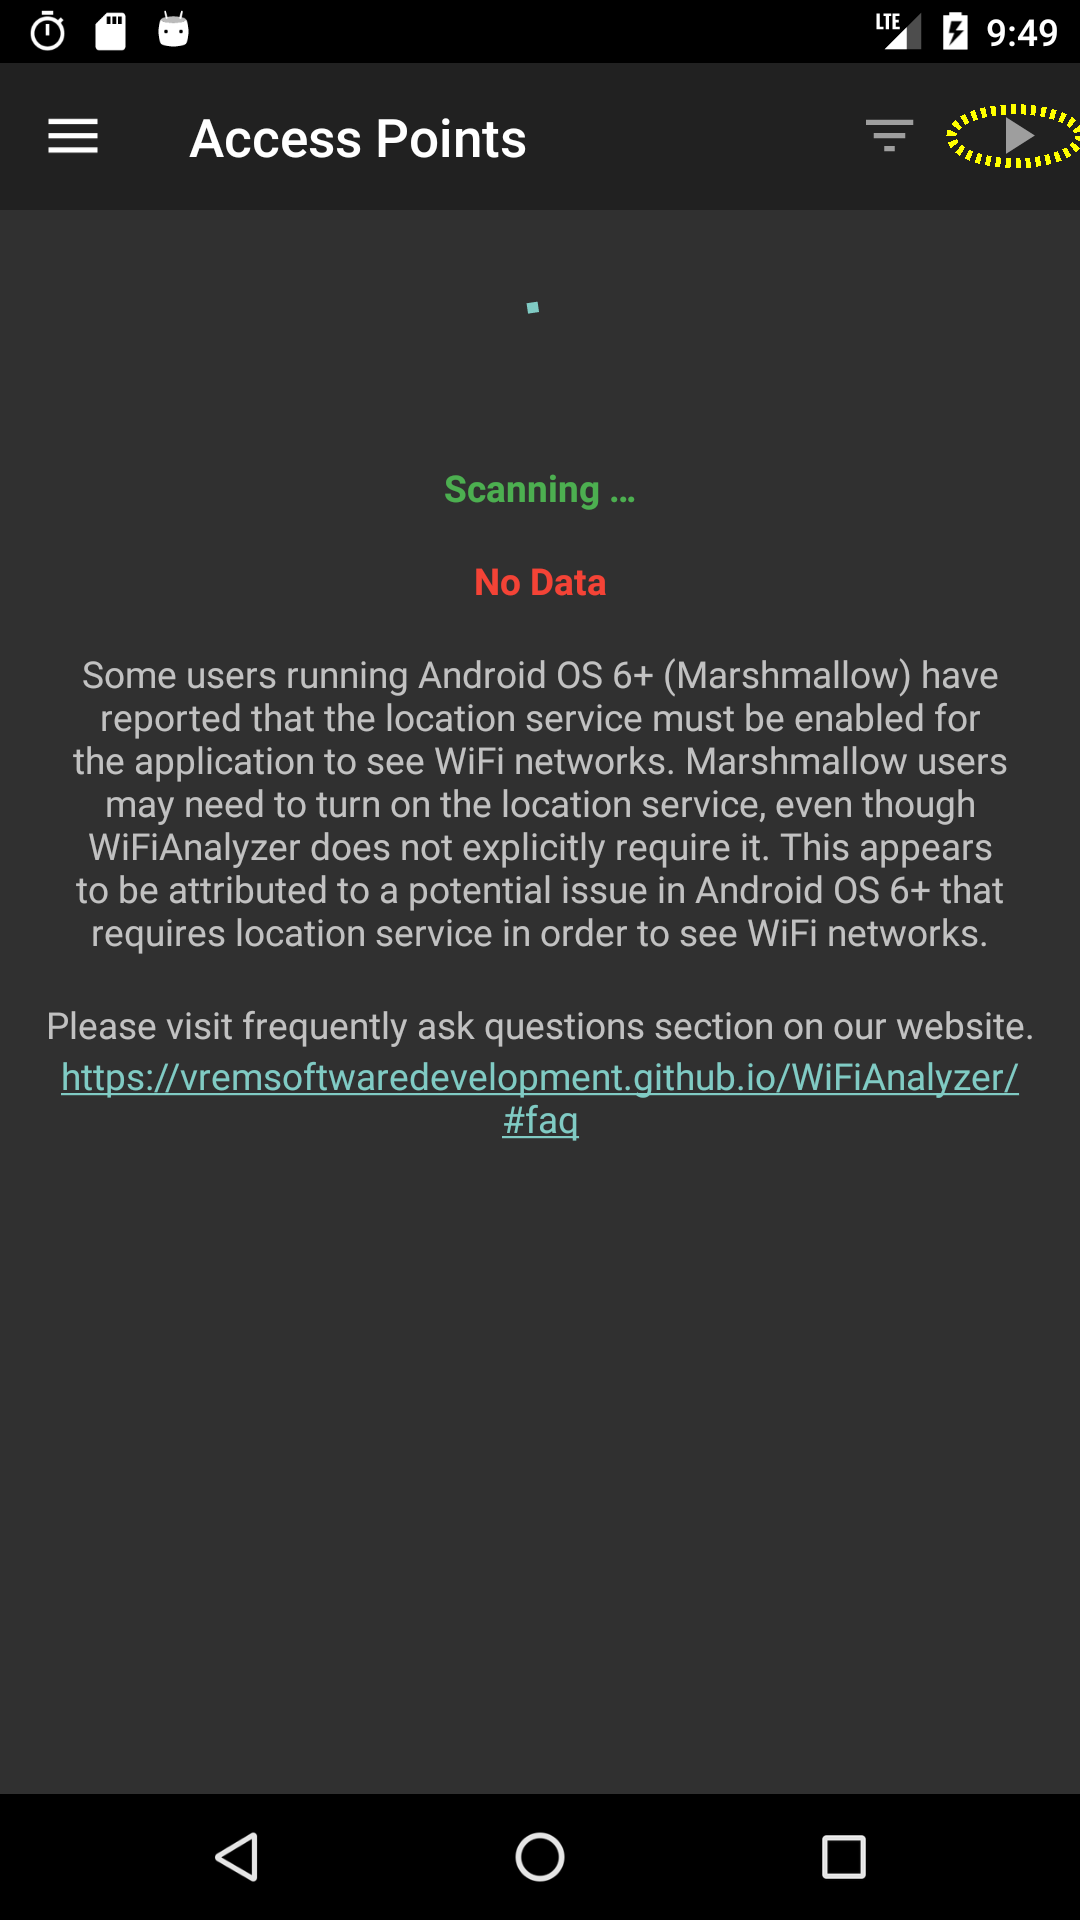 LTE 9:49
Access Points
Scanning ...
No Data
Some users running Android OS 6+ (Marshmallow) have
reported that the location service must be enabled for
the application to see WiFi networks. Marshmallow users
may need to turn on the location service, even though
WiFiAnalyzer does not explicitly require it. This appears
to be attributed to a potential issue in Android OS 6+ that
requires location service in order to see WiFi networks.
Please visit frequently ask questions section on our website.
https://vremsoftwaredevelopment.github.io/WiFiAnalyzer/
#faq